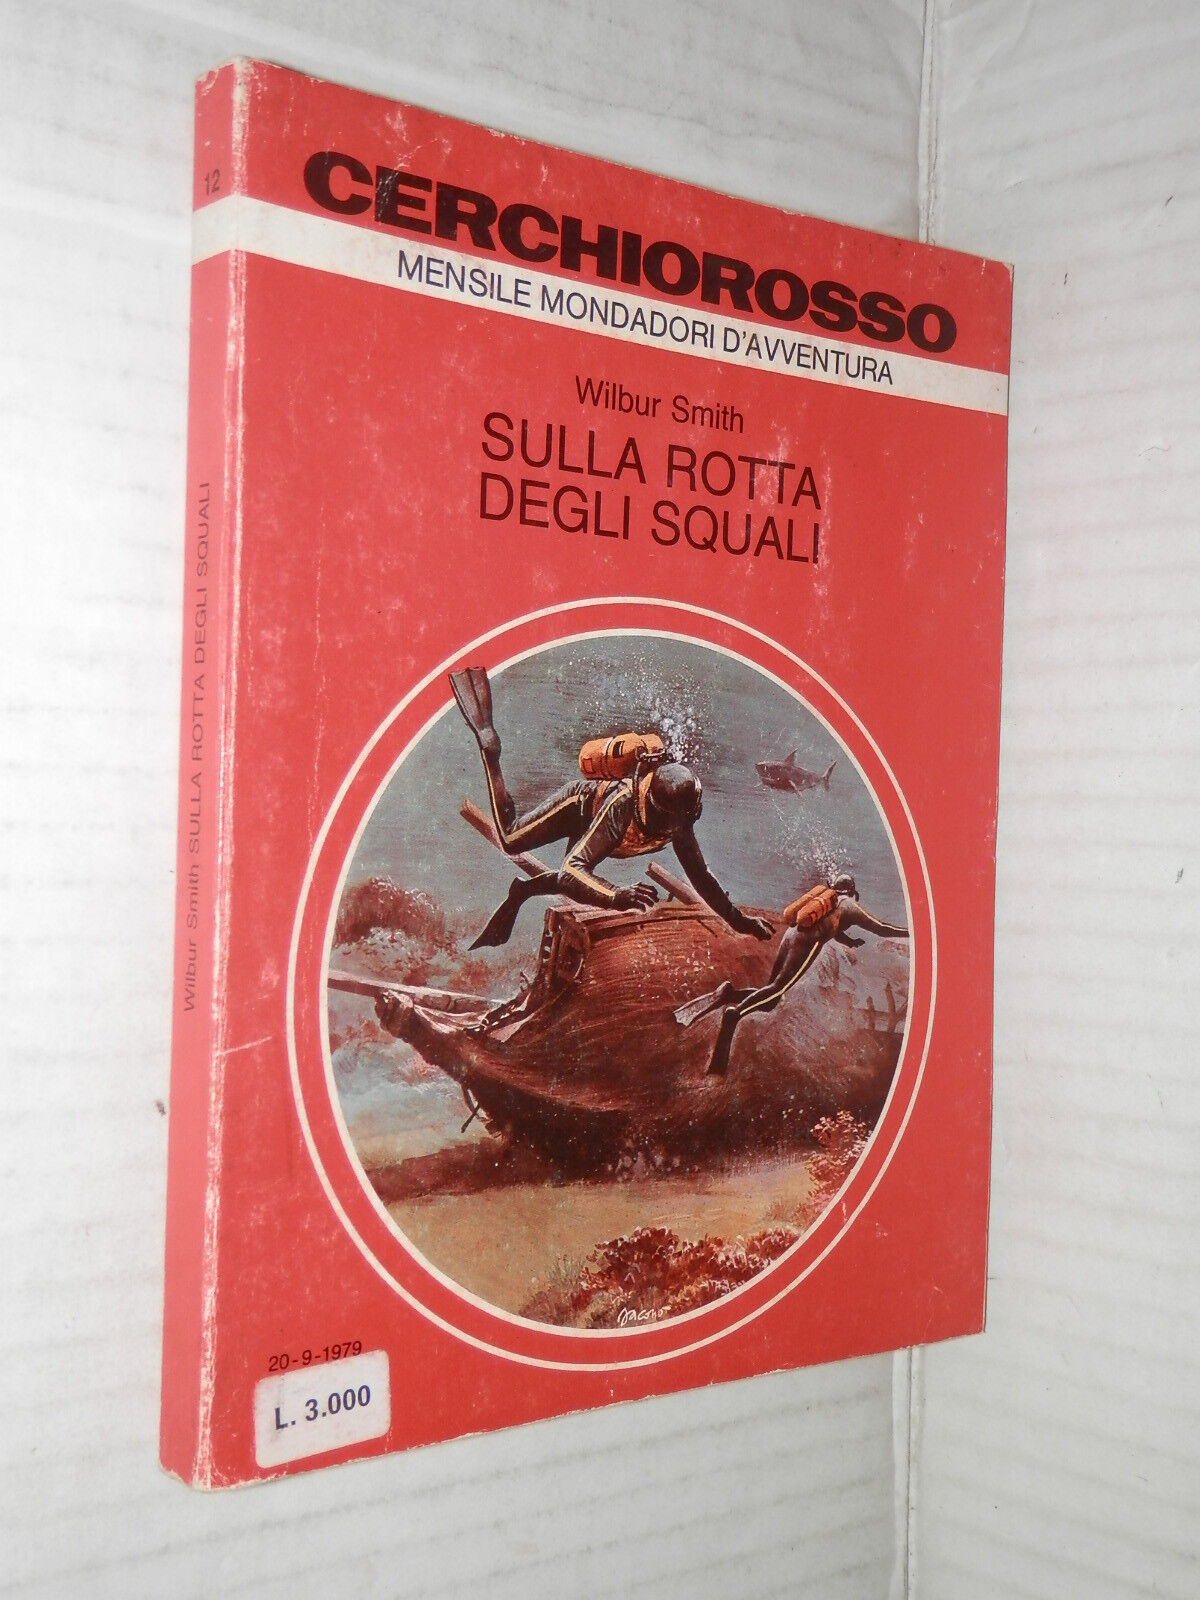 12
Wilbur Smith SULLA ROTTA DEGLI SQUALI
CERCHIOROSSO
MENSILE MONDADORI D'AVVENTURA
Wilbur Smith
SULLA ROTTA
DEGLI SQUALI
Jacono
20-9-1979
L. 3.000